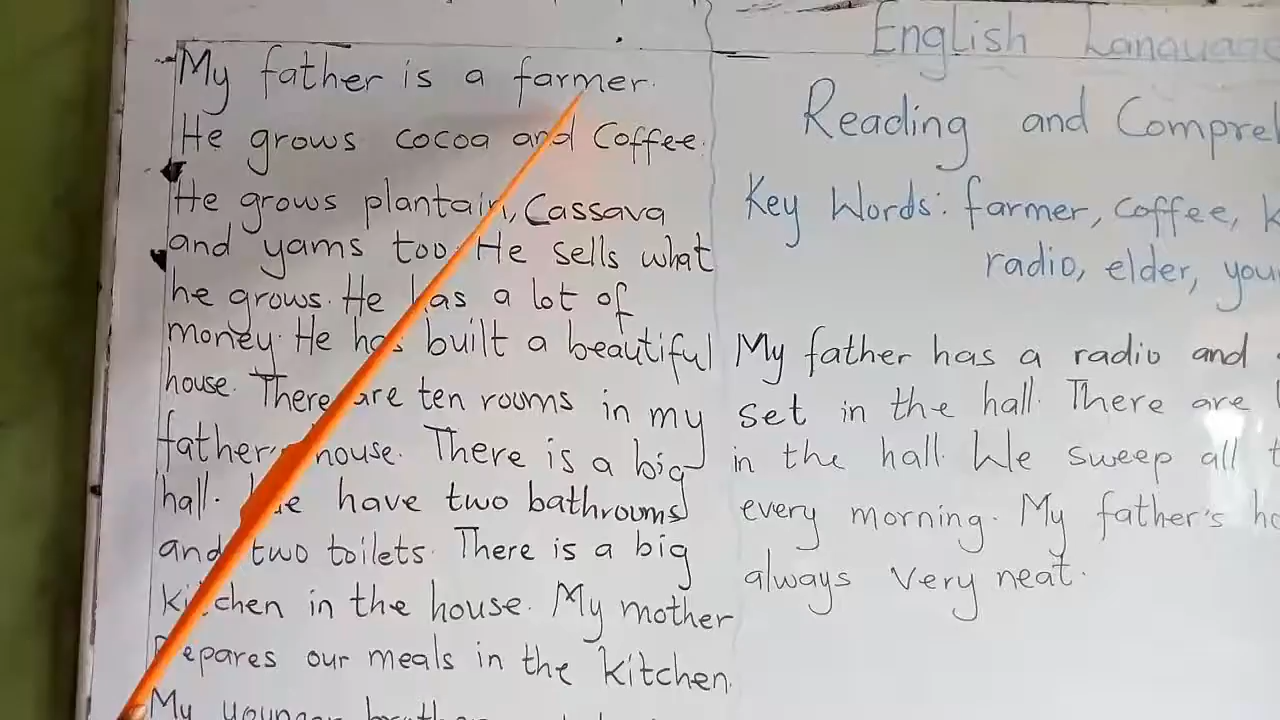 My father is a farmer.
He grows cocoa and Coffee.
He grows plantain, Cassava
and yams too. He sells what
he grows. He has a lot of
money. He has built a beautiful
house. There are ten rooms in my
father's house. There is a big
hall. We have two bathrooms
and two toilets. There is a big
kitchen in the house. My mother
prepares our meals in the kitchen.
My younger
English Language
Reading and
Key Words: farmer, coffee,
radio, elder,
My father has a radio and
set in the hall. There are
in the hall. We sweep all
every morning. My father's
always very neat.